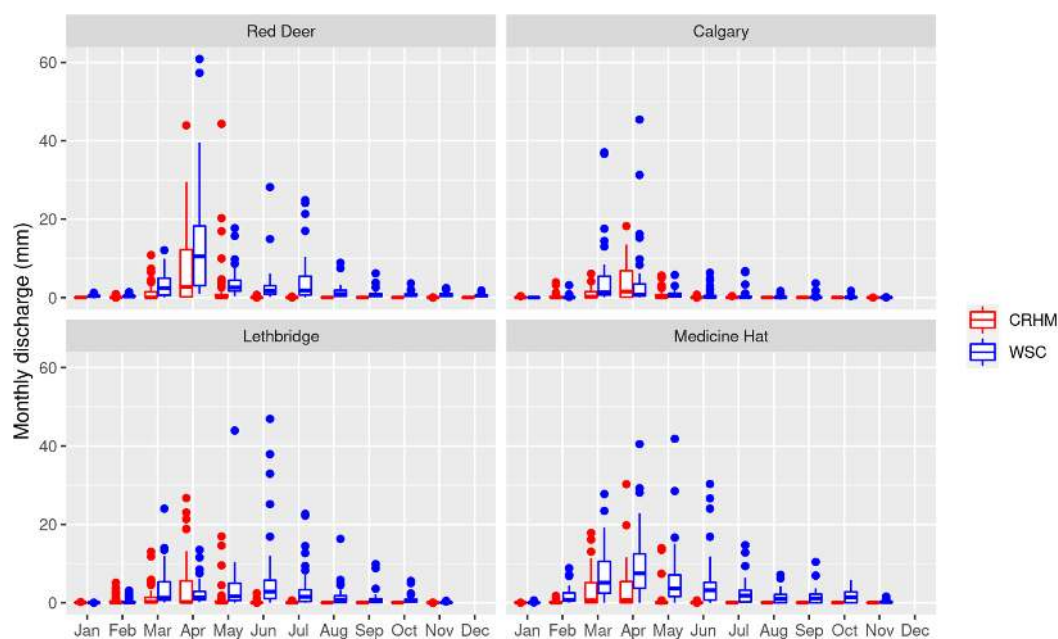 Red Deer
Calgary
60
40
20
0
Lethbridge
Medicine Hat
60
40
20
0
Monthly discharge (mm)
Jan Feb Mar Apr May Jun Jul Aug Sep Oct Nov Dec
Jan Feb Mar Apr May Jun Jul Aug Sep Oct Nov Dec
CRHM
WSC